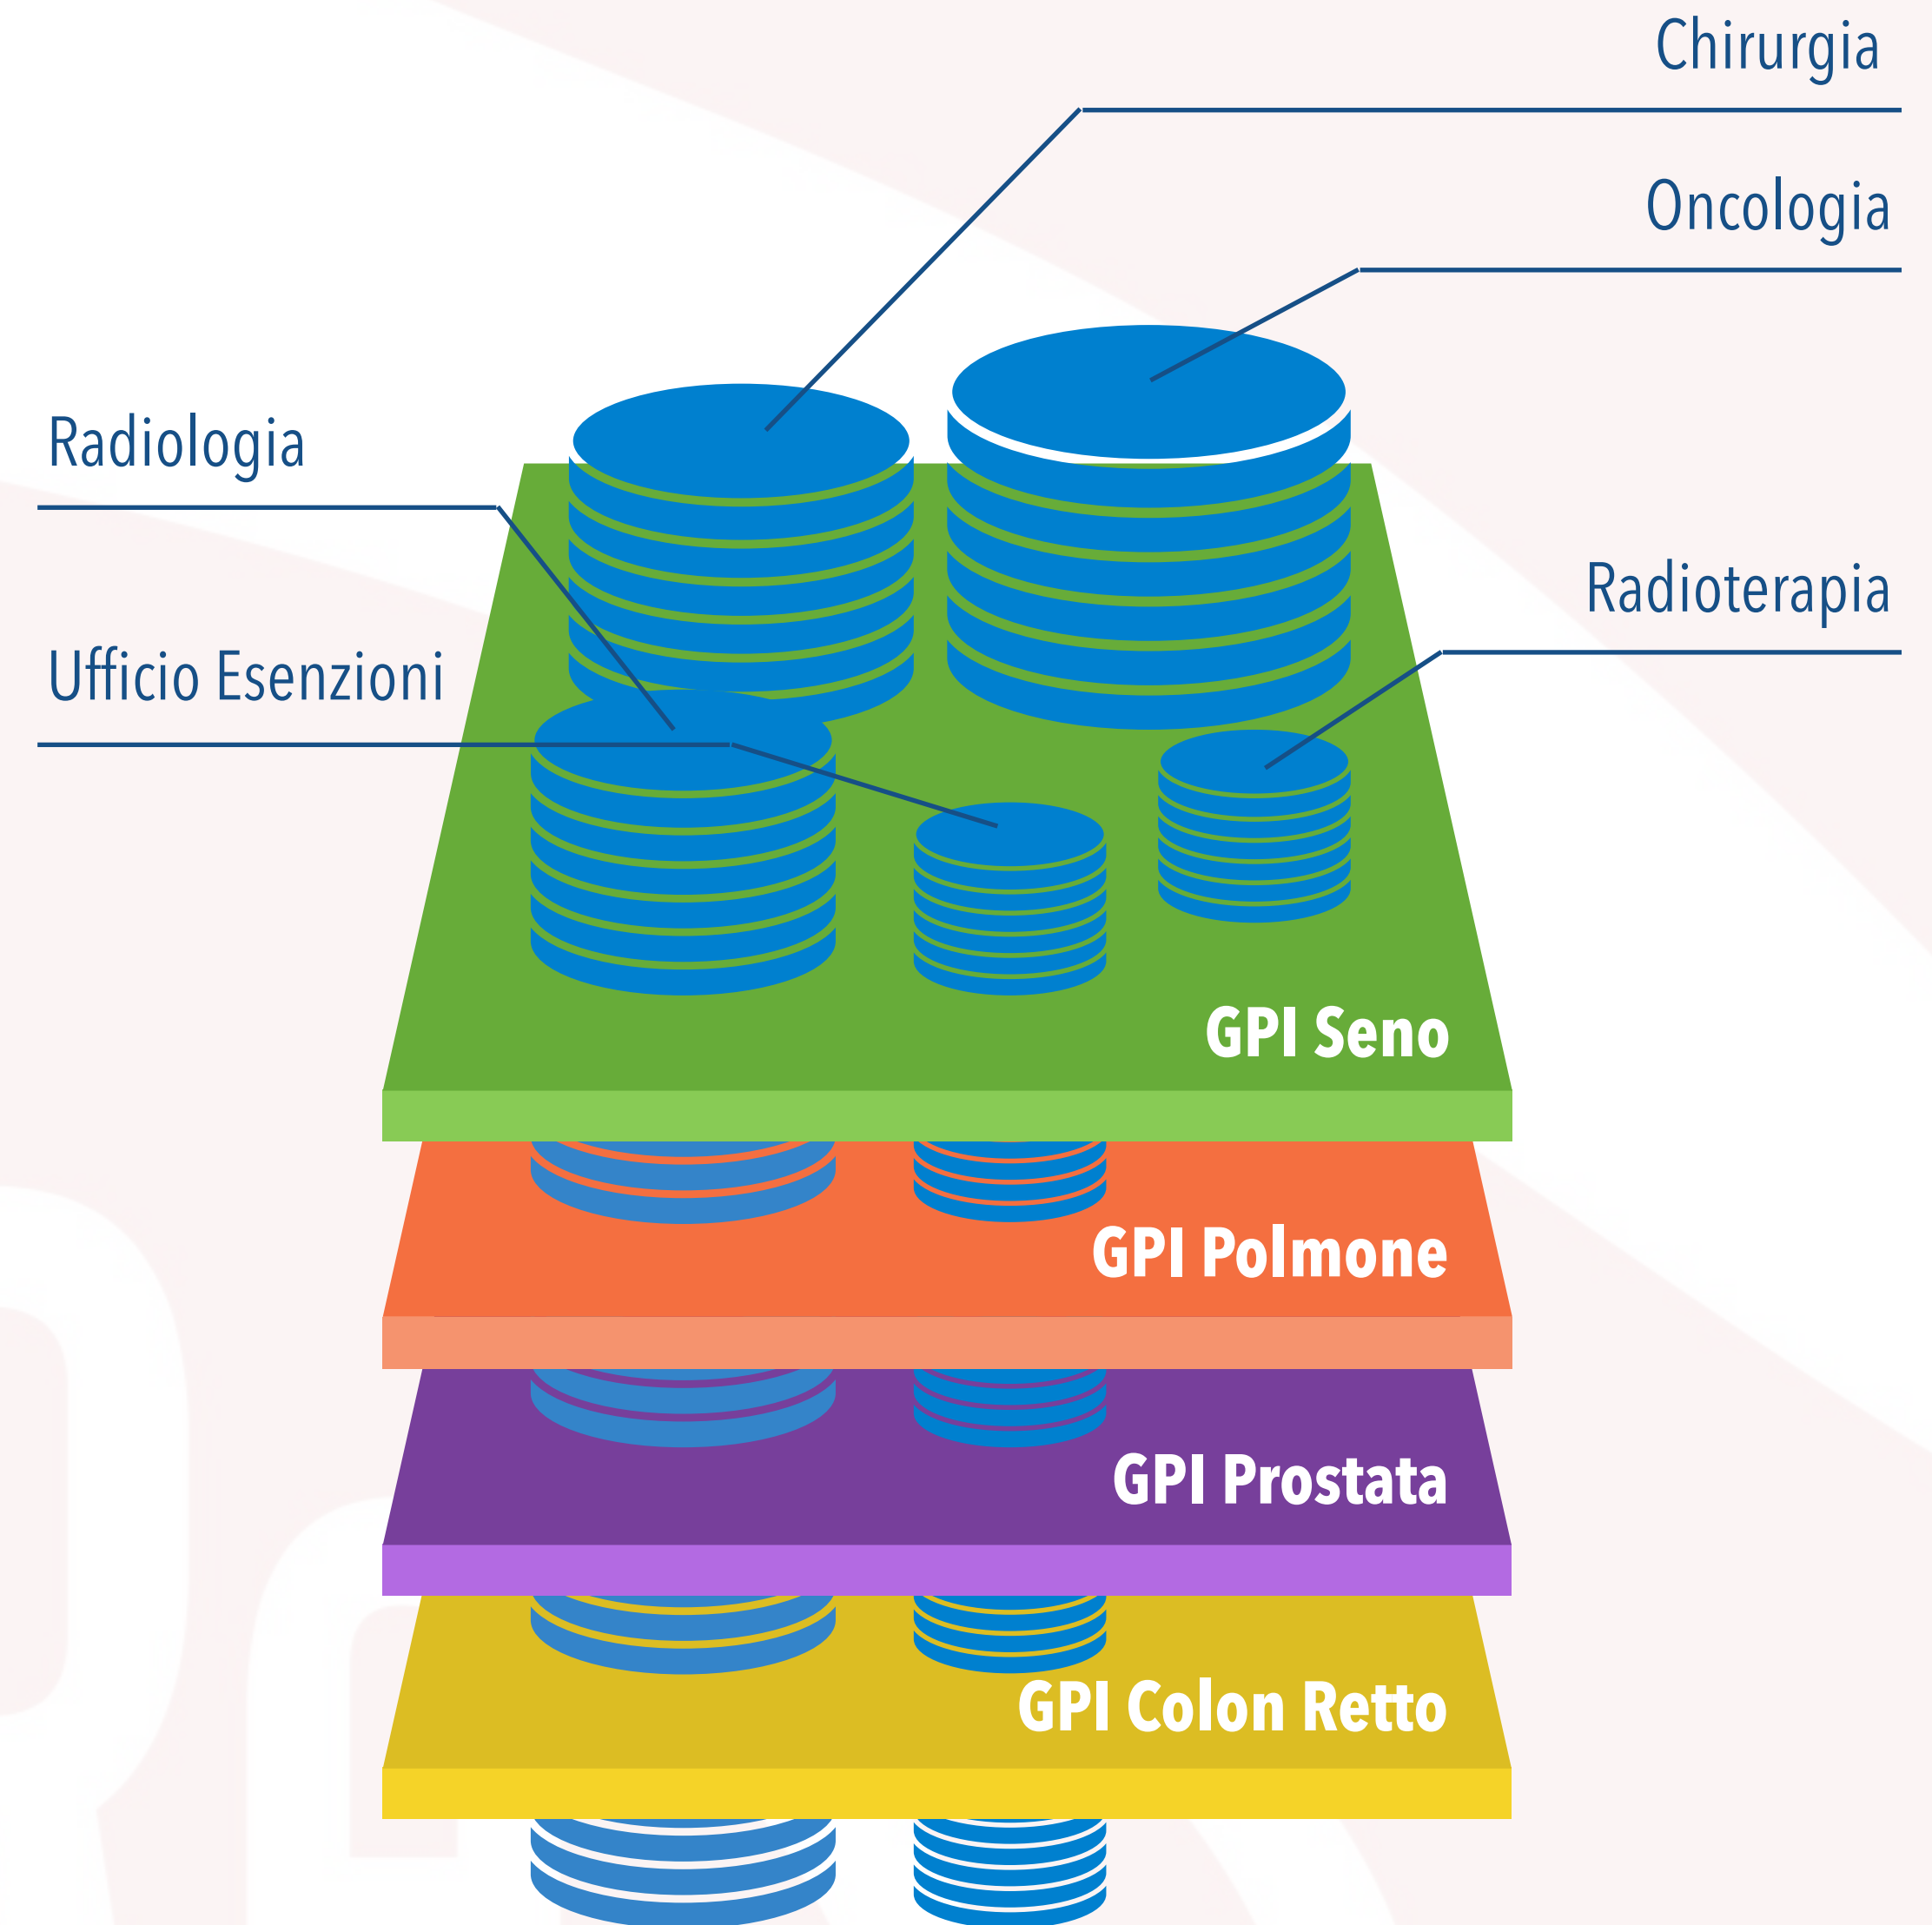 Chirurgia
Oncologia
Radiologia
Radioterapia
Ufficio Esenzioni
GPI Seno
GPI Polmone
GPI Prostata
GPI Colon Retto